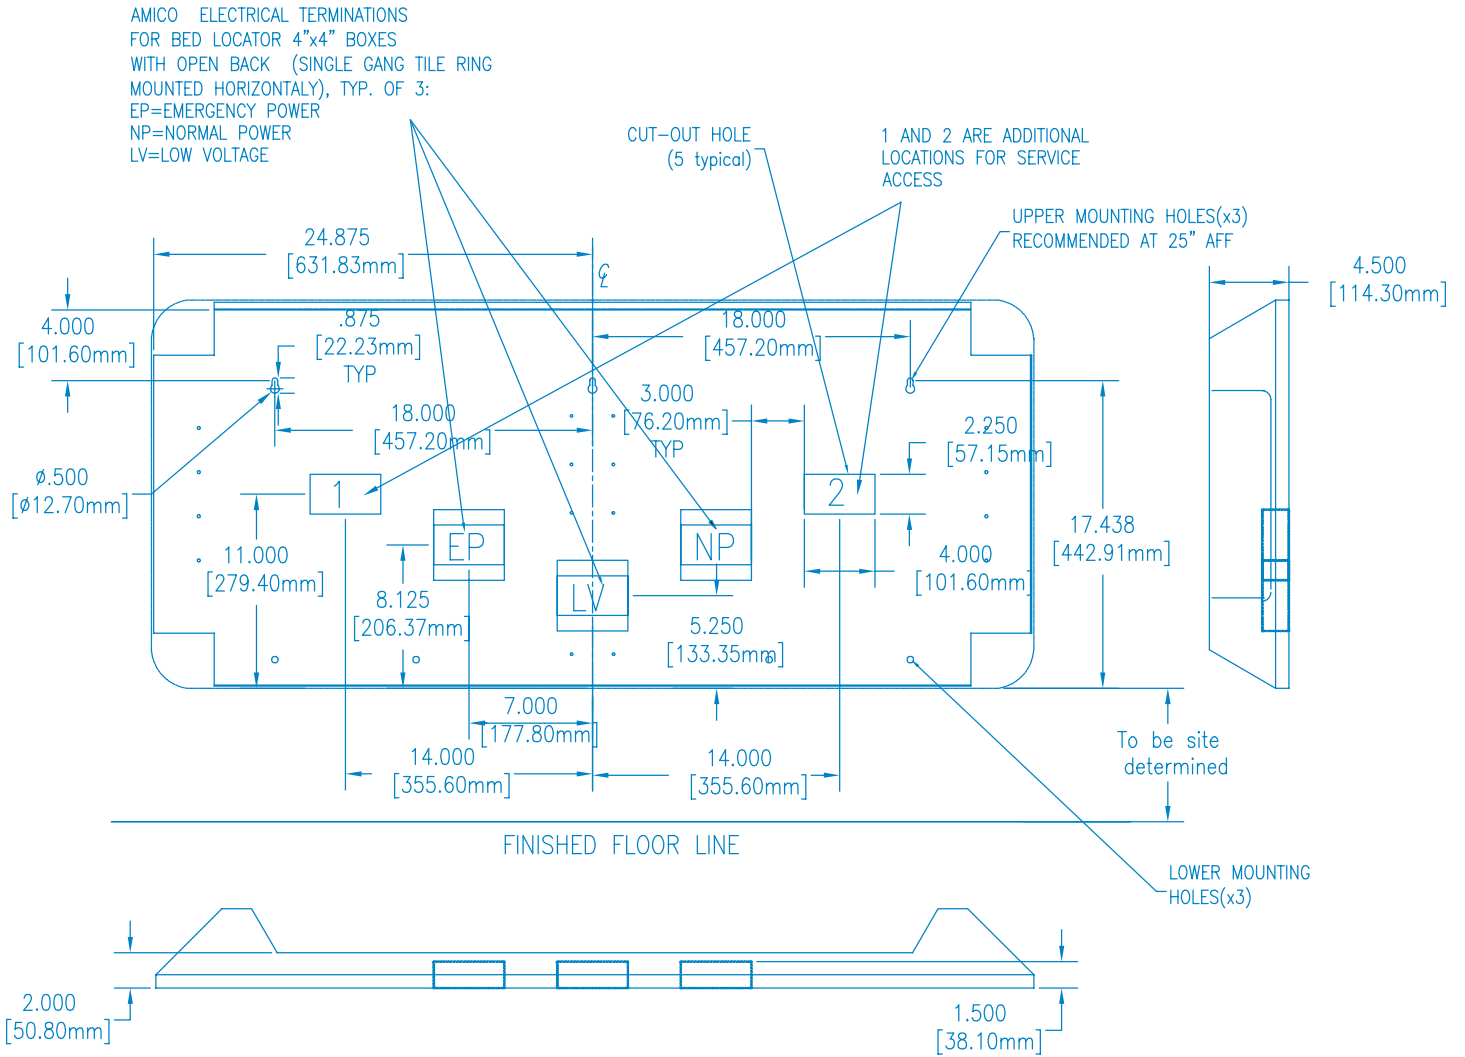 AMICO ELECTRICAL TERMINATIONS
FOR BED LOCATOR 4”x4” BOXES
WITH OPEN BACK (SINGLE GANG TILE RING
MOUNTED HORIZONTALY), TYP. OF 3:
EP=EMERGENCY POWER
NP=NORMAL POWER
LV=LOW VOLTAGE
CUT-OUT HOLE
(5 typical)
1 AND 2 ARE ADDITIONAL
LOCATIONS FOR SERVICE
ACCESS
UPPER MOUNTING HOLES(x3)
RECOMMENDED AT 25” AFF
24.875
[631.83mm]
℄
4.500
[114.30mm]
4.000
[101.60mm]
.875
[22.23mm]
TYP
18.000
[457.20mm]
3.000
[76.20mm]
TYP
18.000
[457.20mm]
2.250
[57.15mm]
ø.500
[ø12.70mm]
1
2
EP
NP
LV
11.000
[279.40mm]
8.125
[206.37mm]
17.438
[442.91mm]
4.000
[101.60mm]
5.250
[133.35mm]
7.000
[177.80mm]
14.000
[355.60mm]
14.000
[355.60mm]
To be site
determined
FINISHED FLOOR LINE
LOWER MOUNTING
HOLES(x3)
2.000
[50.80mm]
1.500
[38.10mm]